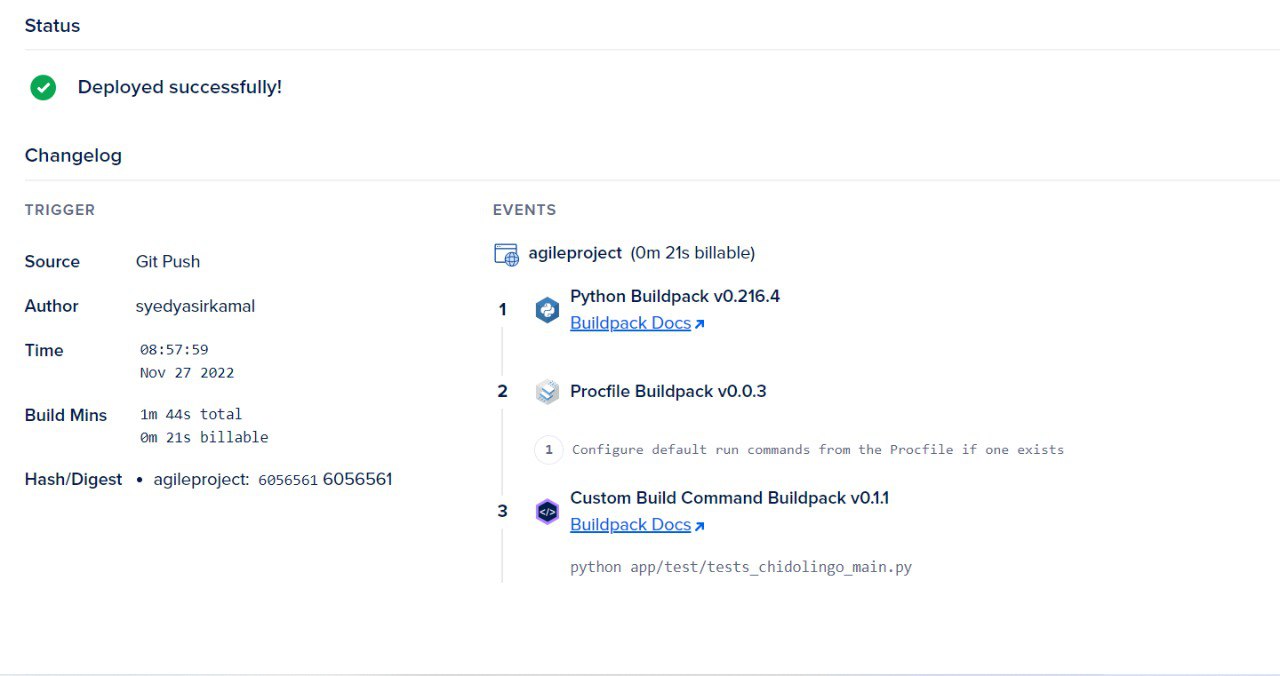 Status
Deployed successfully!
Changelog
TRIGGER
Source Git Push
Author syedyasirkamal
Time 08:57:59
Nov 27 2022
Build Mins 1m 44s total
0m 21s billable
Hash/Digest • agileproject: 6056561 6056561
EVENTS
agileproject (0m 21s billable)
1 Python Buildpack v0.216.4
Buildpack Docs
2 Procfile Buildpack v0.0.3
1 Configure default run commands from the Procfile if one exists
3 Custom Build Command Buildpack v0.1.1
</> Buildpack Docs
python app/test/tests_chidolingo_main.py